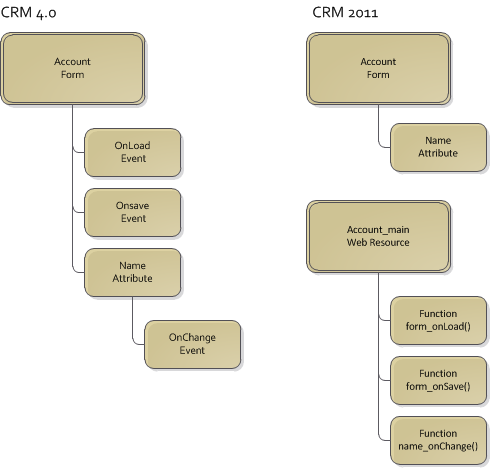 CRM 4.0
Account
Form
OnLoad
Event
Onsave
Event
Name
Attribute
OnChange
Event
CRM 2011
Account
Form
Name
Attribute
Account_main
Web Resource
Function
form_onLoad()
Function
form_onSave()
Function
name_onChange()